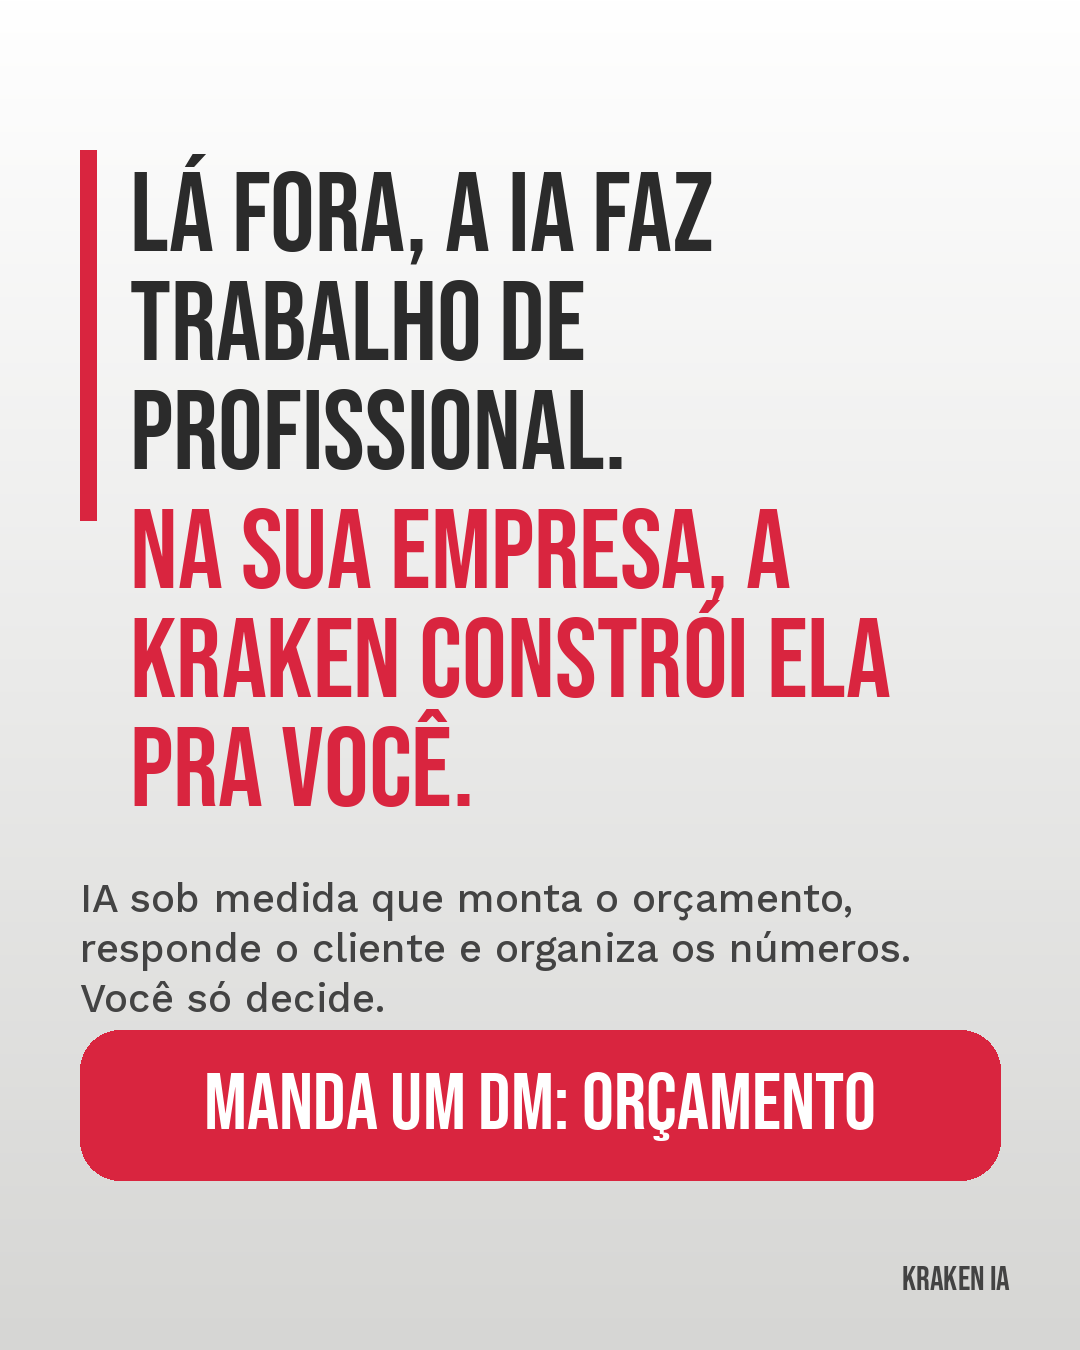 LÁ FORA, A IA FAZ
TRABALHO DE
PROFISSIONAL.
NA SUA EMPRESA, A
KRAKEN CONSTRÓI ELA
PRA VOCÊ.
IA sob medida que monta o orçamento,
responde o cliente e organiza os números.
Você só decide.
MANDA UM DM: ORÇAMENTO
KRAKEN IA